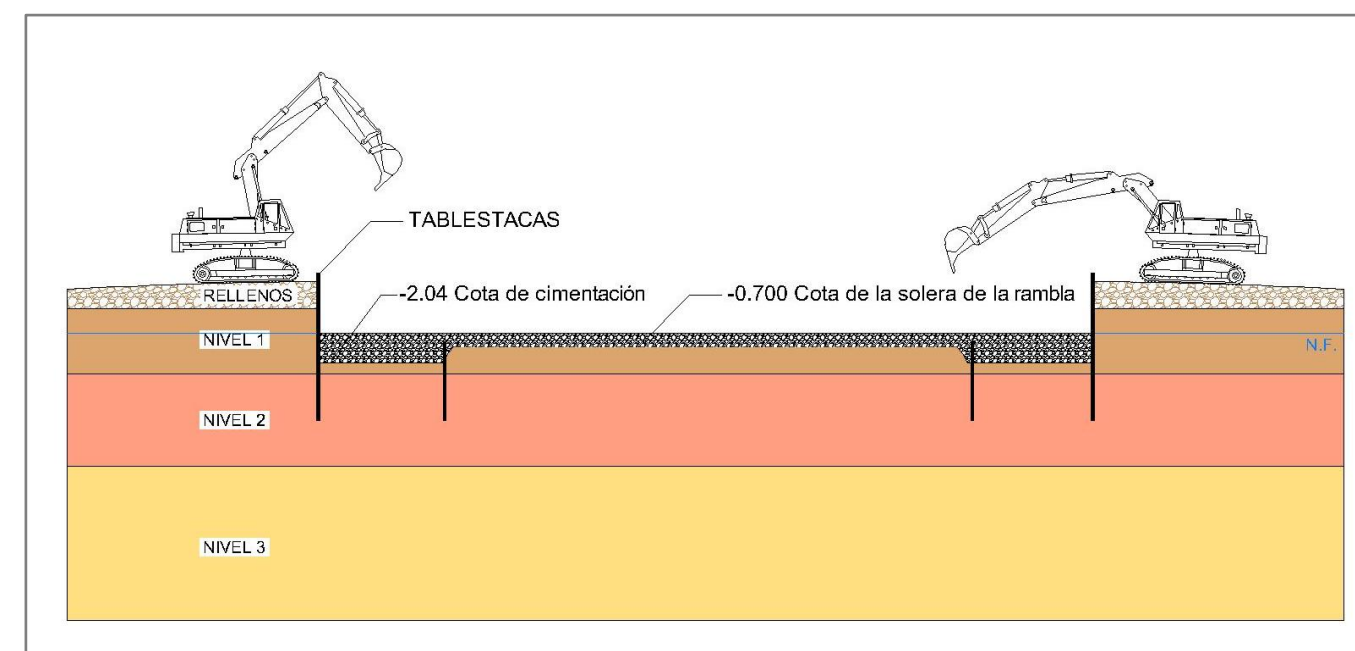 TABLESTACAS
RELLENOS
-2.04 Cota de cimentación
-0.700 Cota de la solera de la rambla
NIVEL 1
N.F.
NIVEL 2
NIVEL 3